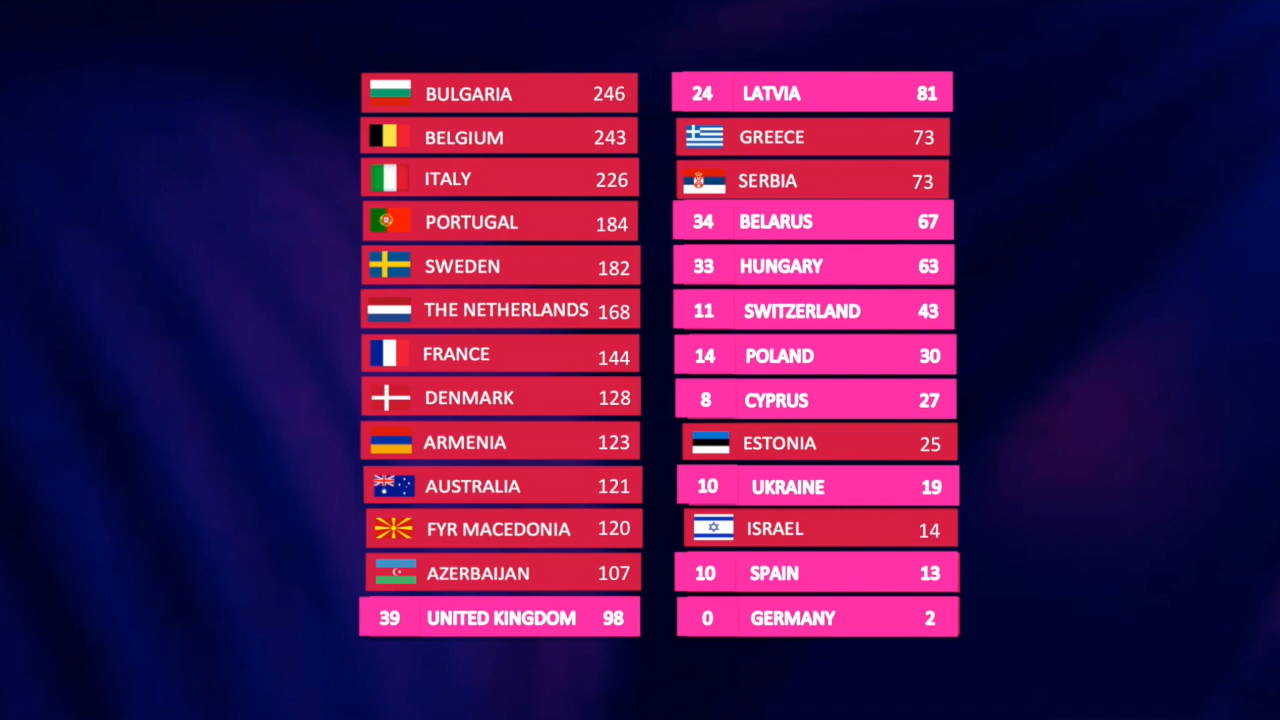 BULGARIA 246
BELGIUM 243
ITALY 226
PORTUGAL 184
SWEDEN 182
THE NETHERLANDS 168
FRANCE 144
DENMARK 128
ARMENIA 123
AUSTRALIA 121
FYR MACEDONIA 120
AZERBAIJAN 107
39 UNITED KINGDOM 98
24 LATVIA 81
GREECE 73
SERBIA 73
34 BELARUS 67
33 HUNGARY 63
11 SWITZERLAND 43
14 POLAND 30
8 CYPRUS 27
ESTONIA 25
10 UKRAINE 19
ISRAEL 14
10 SPAIN 13
0 GERMANY 2